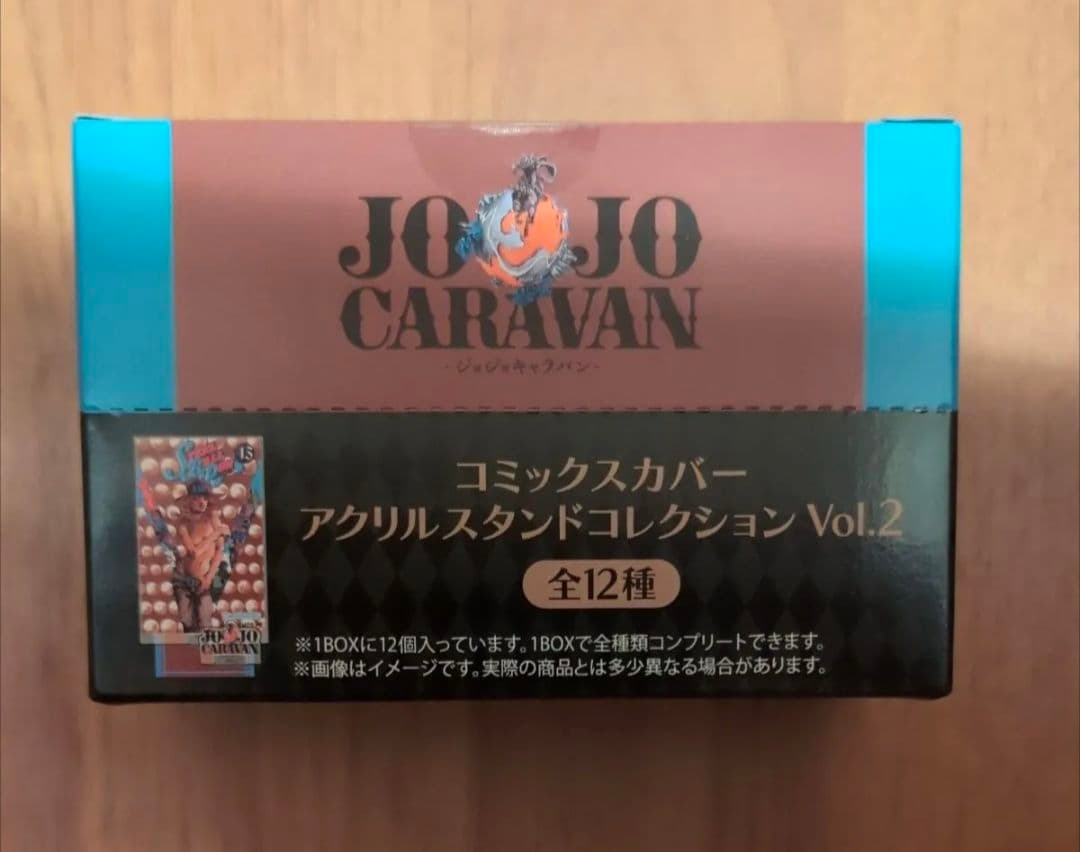 JOJO
CARAVAN
-ジョジョキャラバン-
コミックスカバー
アクリルスタンドコレクション Vol.2
全12種
※1BOXに12個入っています。1BOXで全種類コンプリートできます。
※画像はイメージです。実際の商品とは多少異なる場合があります。
JOJO
CARAVAN